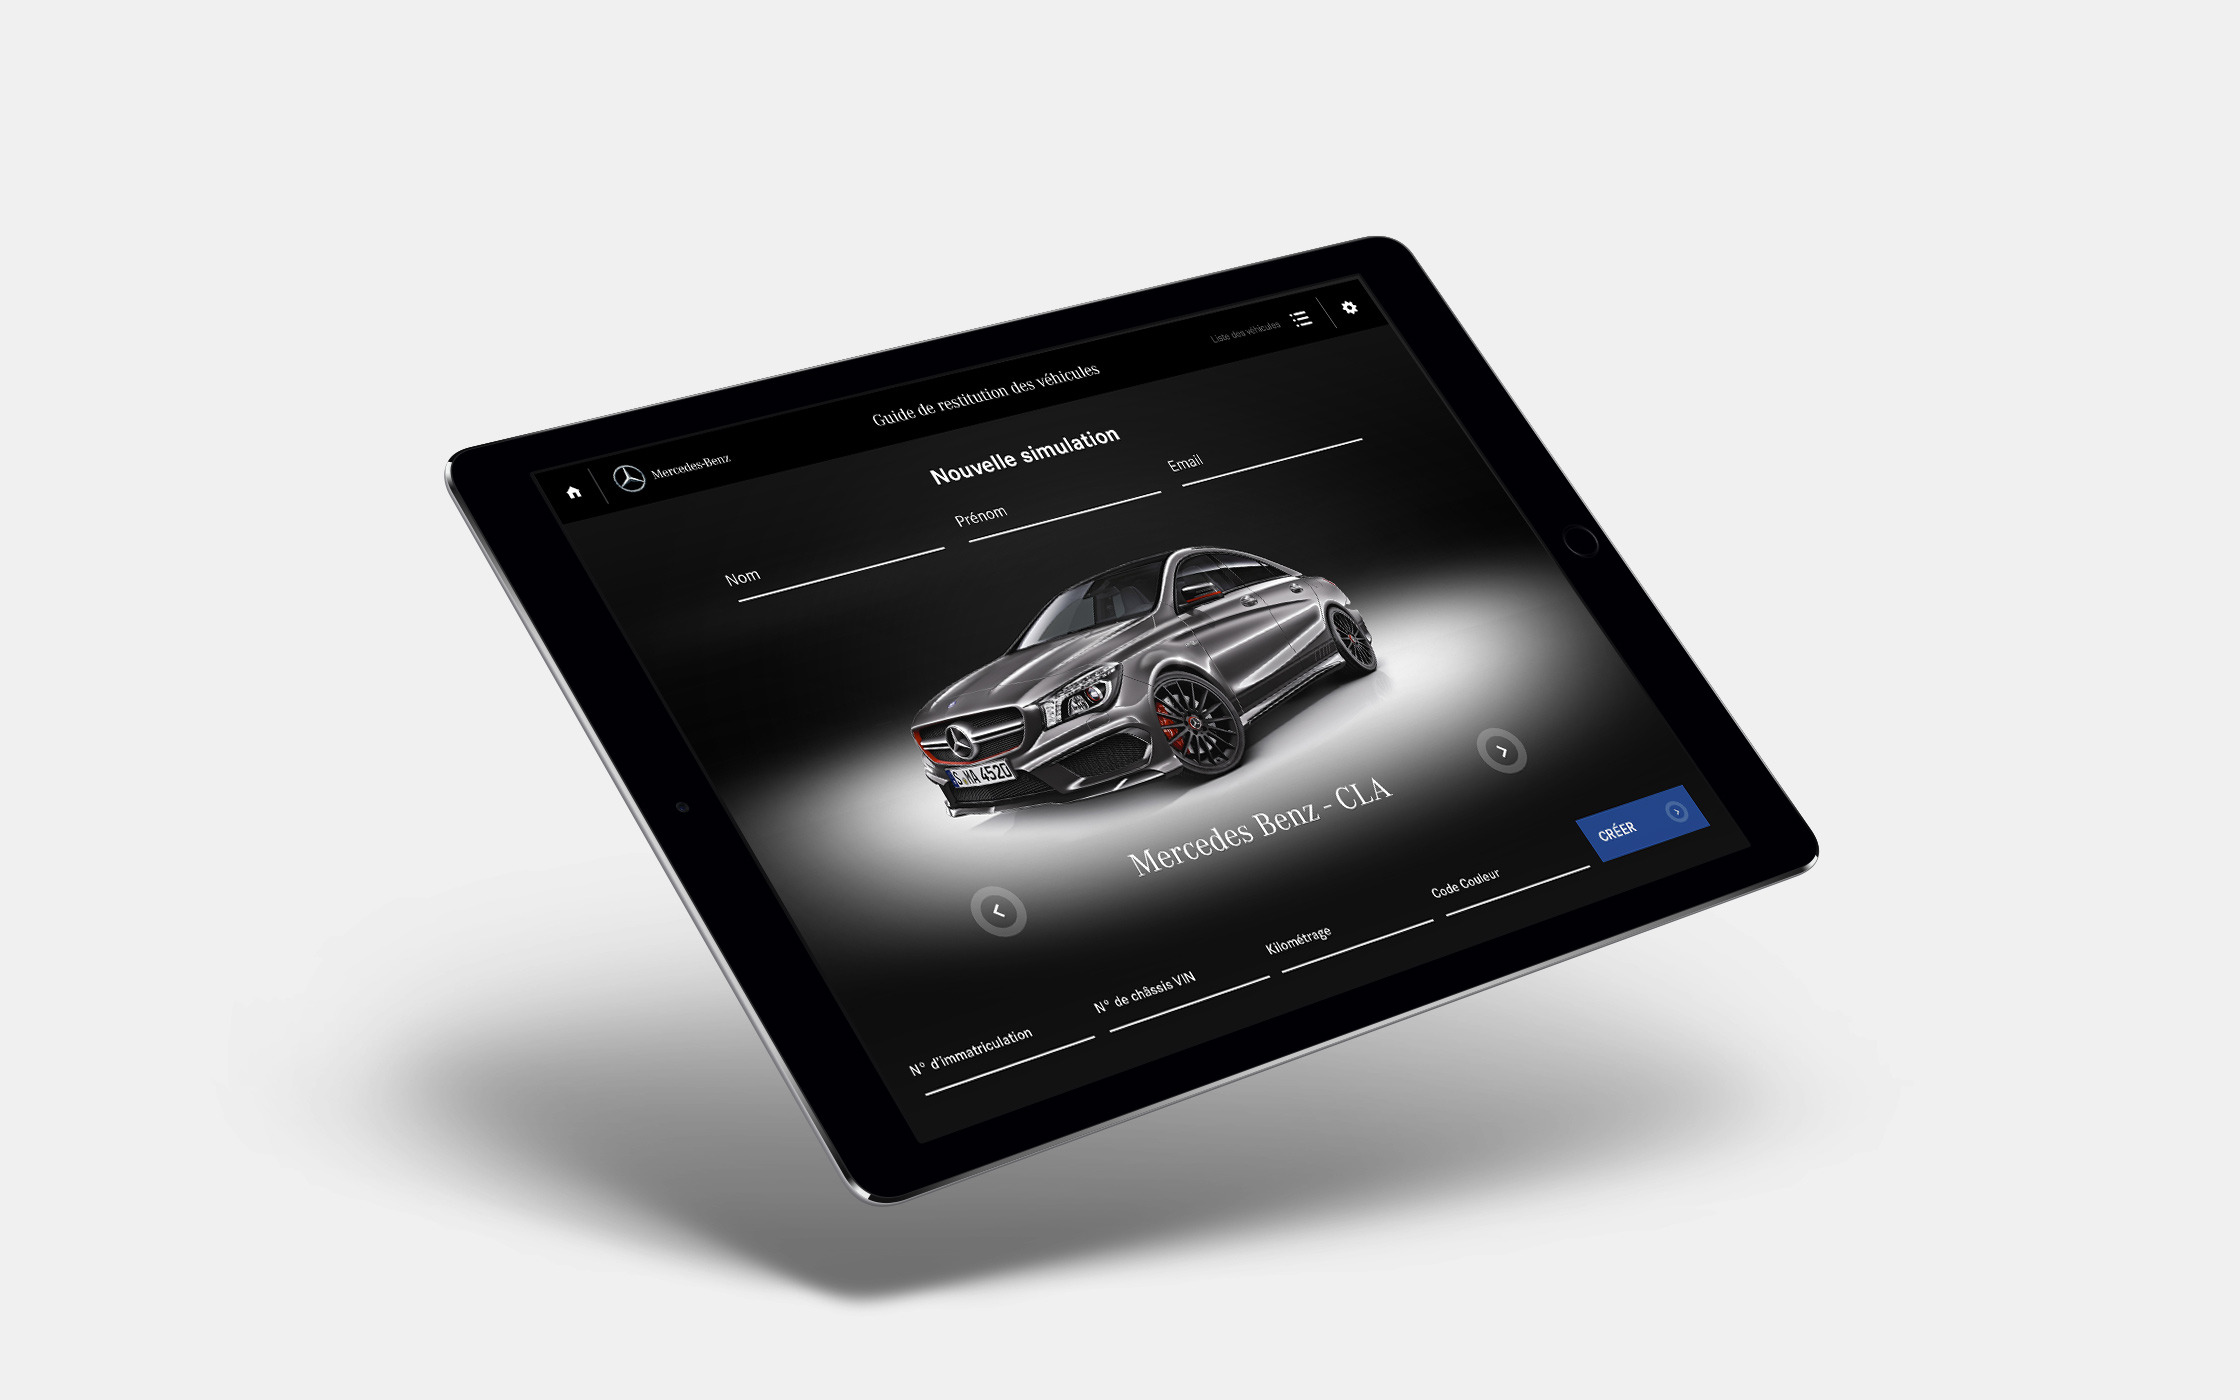 Mercedes-Benz
Guide de restitution des véhicules
Liste des véhicules
Nouvelle simulation
Nom
Prénom
Email
S MA 4520
Mercedes Benz - CLA
N° d'immatriculation
N° de châssis VIN
Kilométrage
Code Couleur
CRÉER